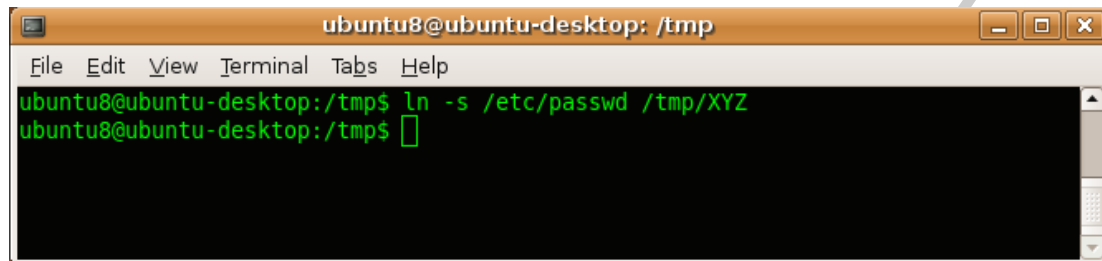 ubuntu8@ubuntu-desktop: /tmp
File Edit View Terminal Tabs Help
ubuntu8@ubuntu-desktop:/tmp$ ln -s /etc/passwd /tmp/XYZ
ubuntu8@ubuntu-desktop:/tmp$